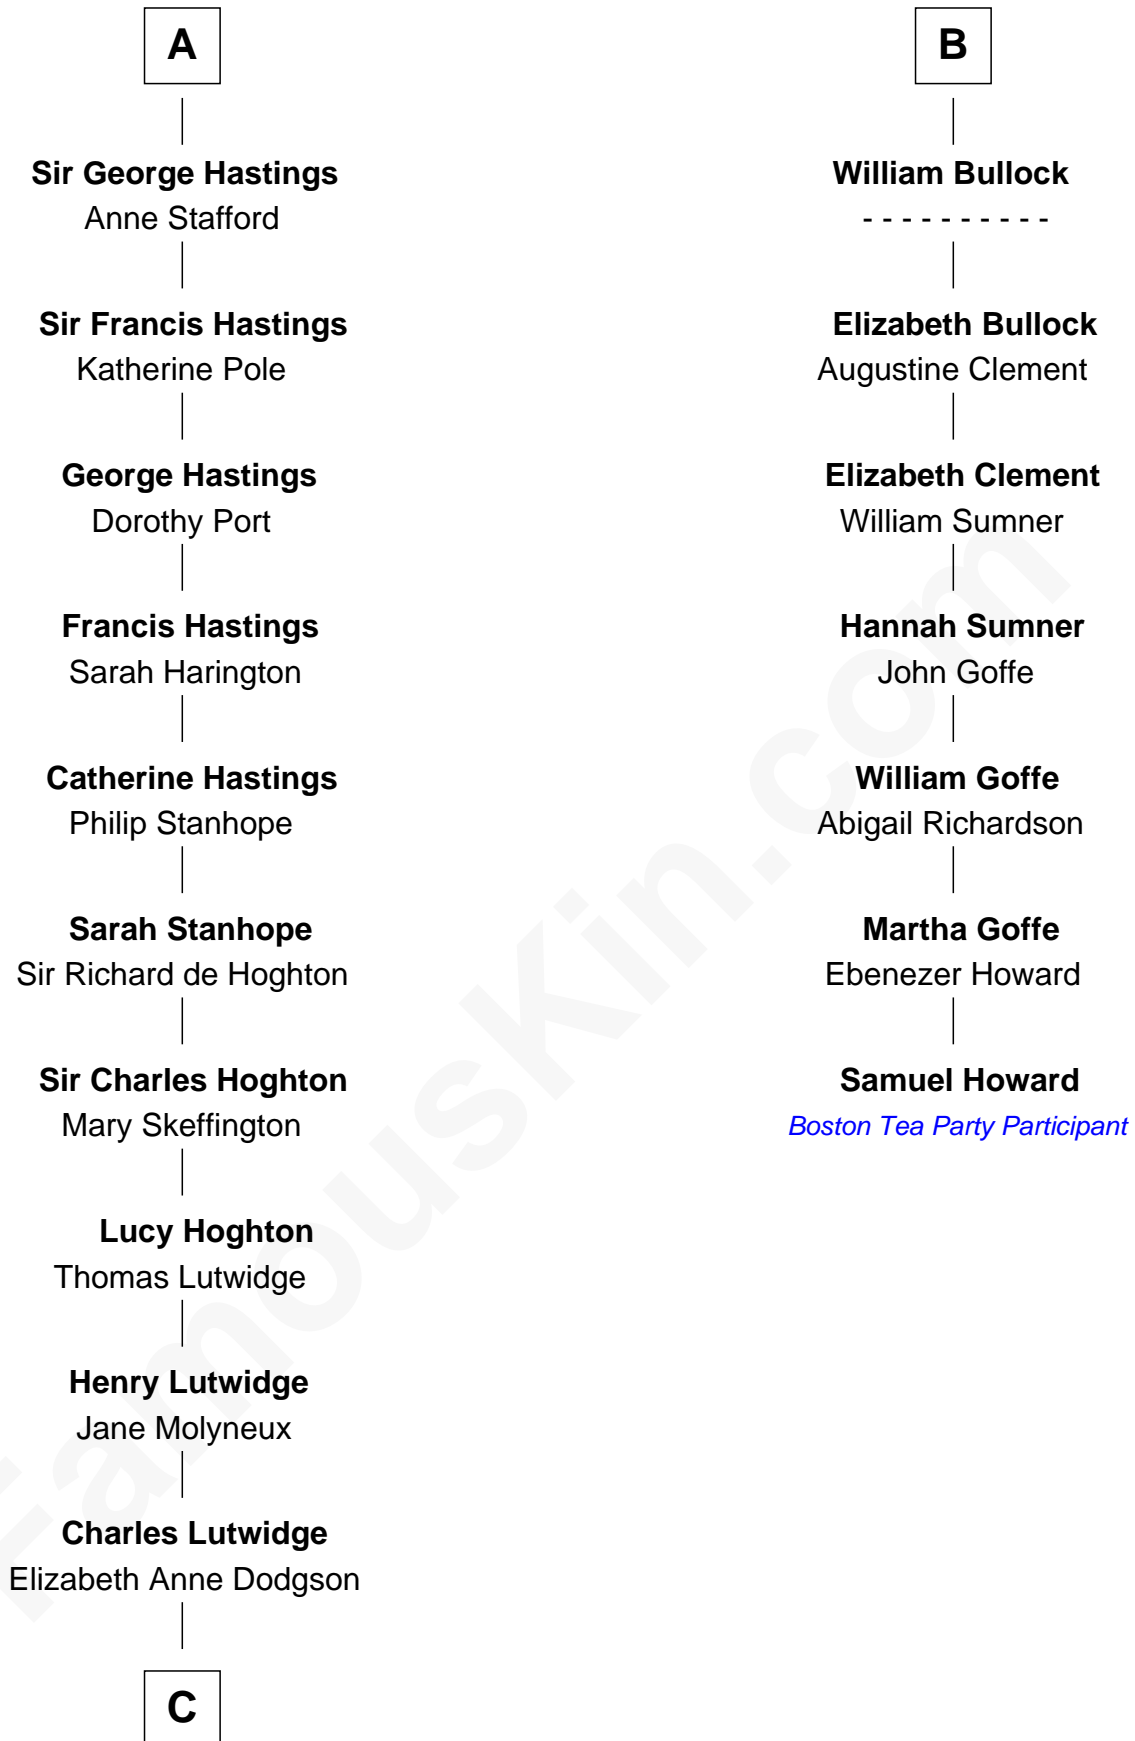 A
Sir George Hastings
Anne Stafford
Sir Francis Hastings
Katherine Pole
George Hastings
Dorothy Port
Francis Hastings
Sarah Harington
Catherine Hastings
Philip Stanhope
Sarah Stanhope
Sir Richard de Hoghton
Sir Charles Hoghton
Mary Skeffington
Lucy Hoghton
Thomas Lutwidge
Henry Lutwidge
Jane Molyneux
Charles Lutwidge
Elizabeth Anne Dodgson
C
B
William Bullock
- - - - - - - - - -
Elizabeth Bullock
Augustine Clement
Elizabeth Clement
William Sumner
Hannah Sumner
John Goffe
William Goffe
Abigail Richardson
Martha Goffe
Ebenezer Howard
Samuel Howard
Boston Tea Party Participant
FamousKin.com